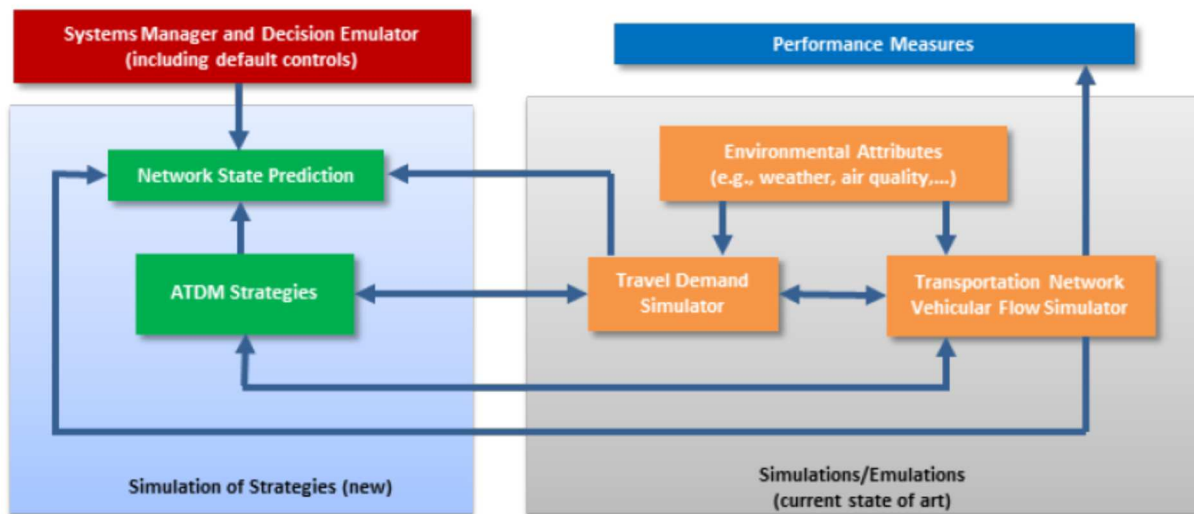 Systems Manager and Decision Emulator
(including default controls)
Performance Measures
Network State Prediction
Environmental Attributes
(e.g., weather, air quality,...)
ATDM Strategies
Travel Demand
Simulator
Transportation Network
Vehicular Flow Simulator
Simulation of Strategies (new)
Simulations/Emulations
(current state of art)